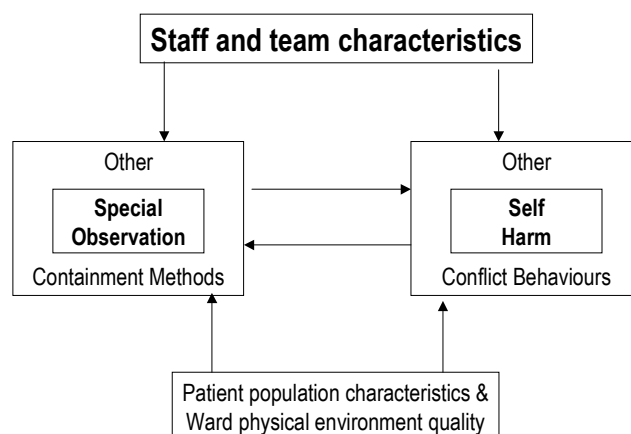 Staff and team characteristics
Other
Special
Observation
Containment Methods
Other
Self
Harm
Conflict Behaviours
Patient population characteristics &
Ward physical environment quality